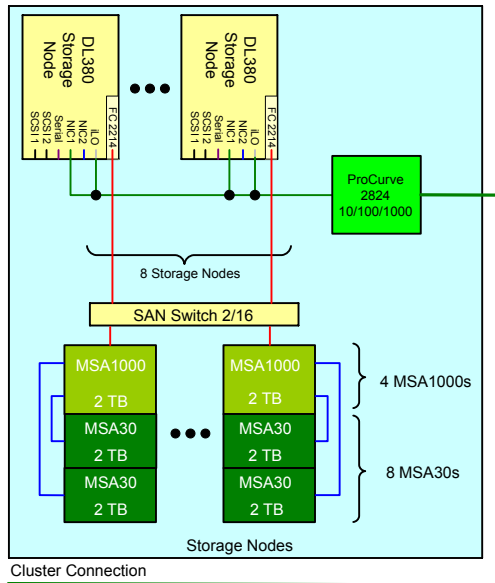 DL380
Storage
Node
SCSI 1
SCSI 2
Serial
NIC1
NIC2
iLO
FC 2214
DL380
Storage
Node
SCSI 1
SCSI 2
Serial
NIC1
NIC2
iLO
FC 2214
ProCurve
2824
10/100/1000
8 Storage Nodes
SAN Switch 2/16
MSA1000
2 TB
MSA30
2 TB
MSA30
2 TB
MSA1000
2 TB
MSA30
2 TB
MSA30
2 TB
4 MSA1000s
8 MSA30s
Storage Nodes
Cluster Connection